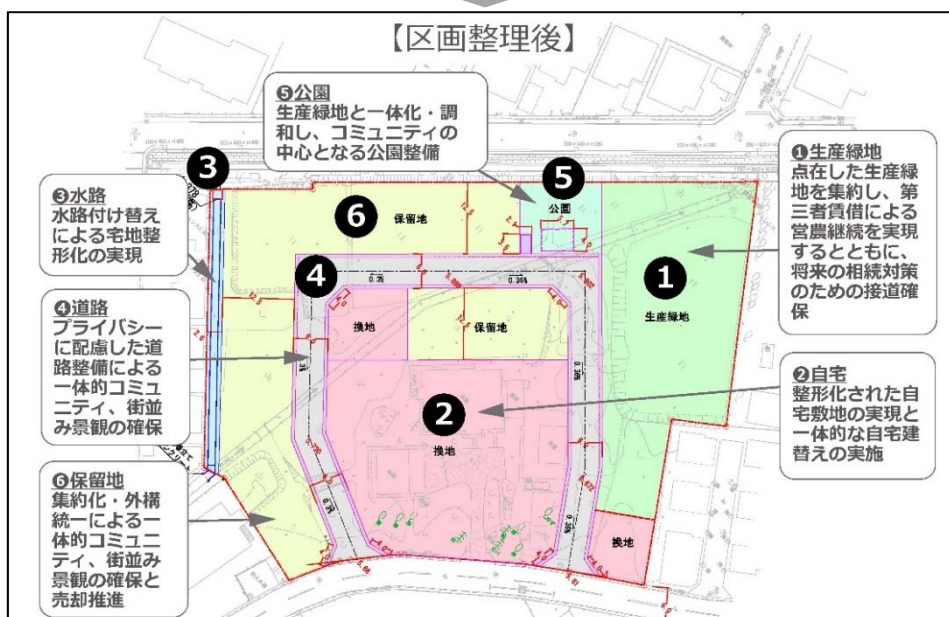 【区画整理後】
❺公園
生産緑地と一体化・調
和し、コミュニティの
中心となる公園整備
❶生産緑地
点在した生産緑
地を集約し、第
三者賃借による
営農継続を実現
するとともに、
将来の相続対策
のための接道確
保
❸水路
水路付け替え
による宅地整
形化の実現
❹道路
プライバシー
に配慮した道
路整備による
一体的コミュ
ニティ、街並
み景観の確保
❷自宅
整形化された自
宅敷地の実現と
一体的な自宅建
替えの実施
❻保留地
集約化・外構
統一による一
体的コミュニ
ティ、街並み
景観の確保と
売却推進
❸
❺
公園
❻
保留地
12.5
❹
❶
生産緑地
換地
保留地
12.5
12.5
2.6
❷
換地
換地